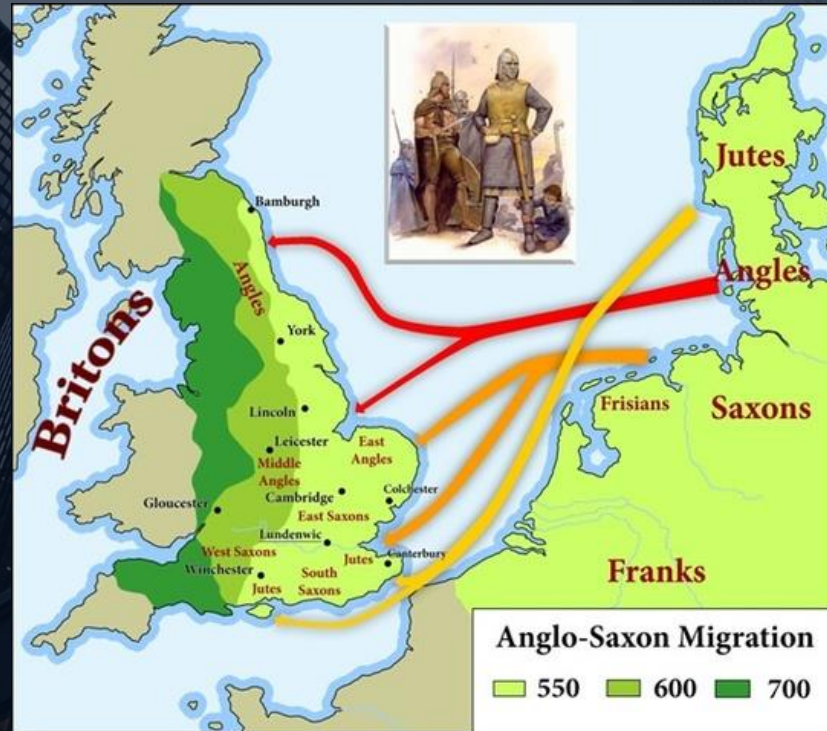 Jutes
Bamburgh
Angles
Angles
Britons
York
Frisians
Saxons
Lincoln
Leicester
East
Angles
Middle
Angles
Cambridge
Colchester
Gloucester
East Saxons
Lundenwic
West Saxons
Jutes
Canterbury
Winchester
South
Saxons
Jutes
Franks
Anglo-Saxon Migration
550 600 700